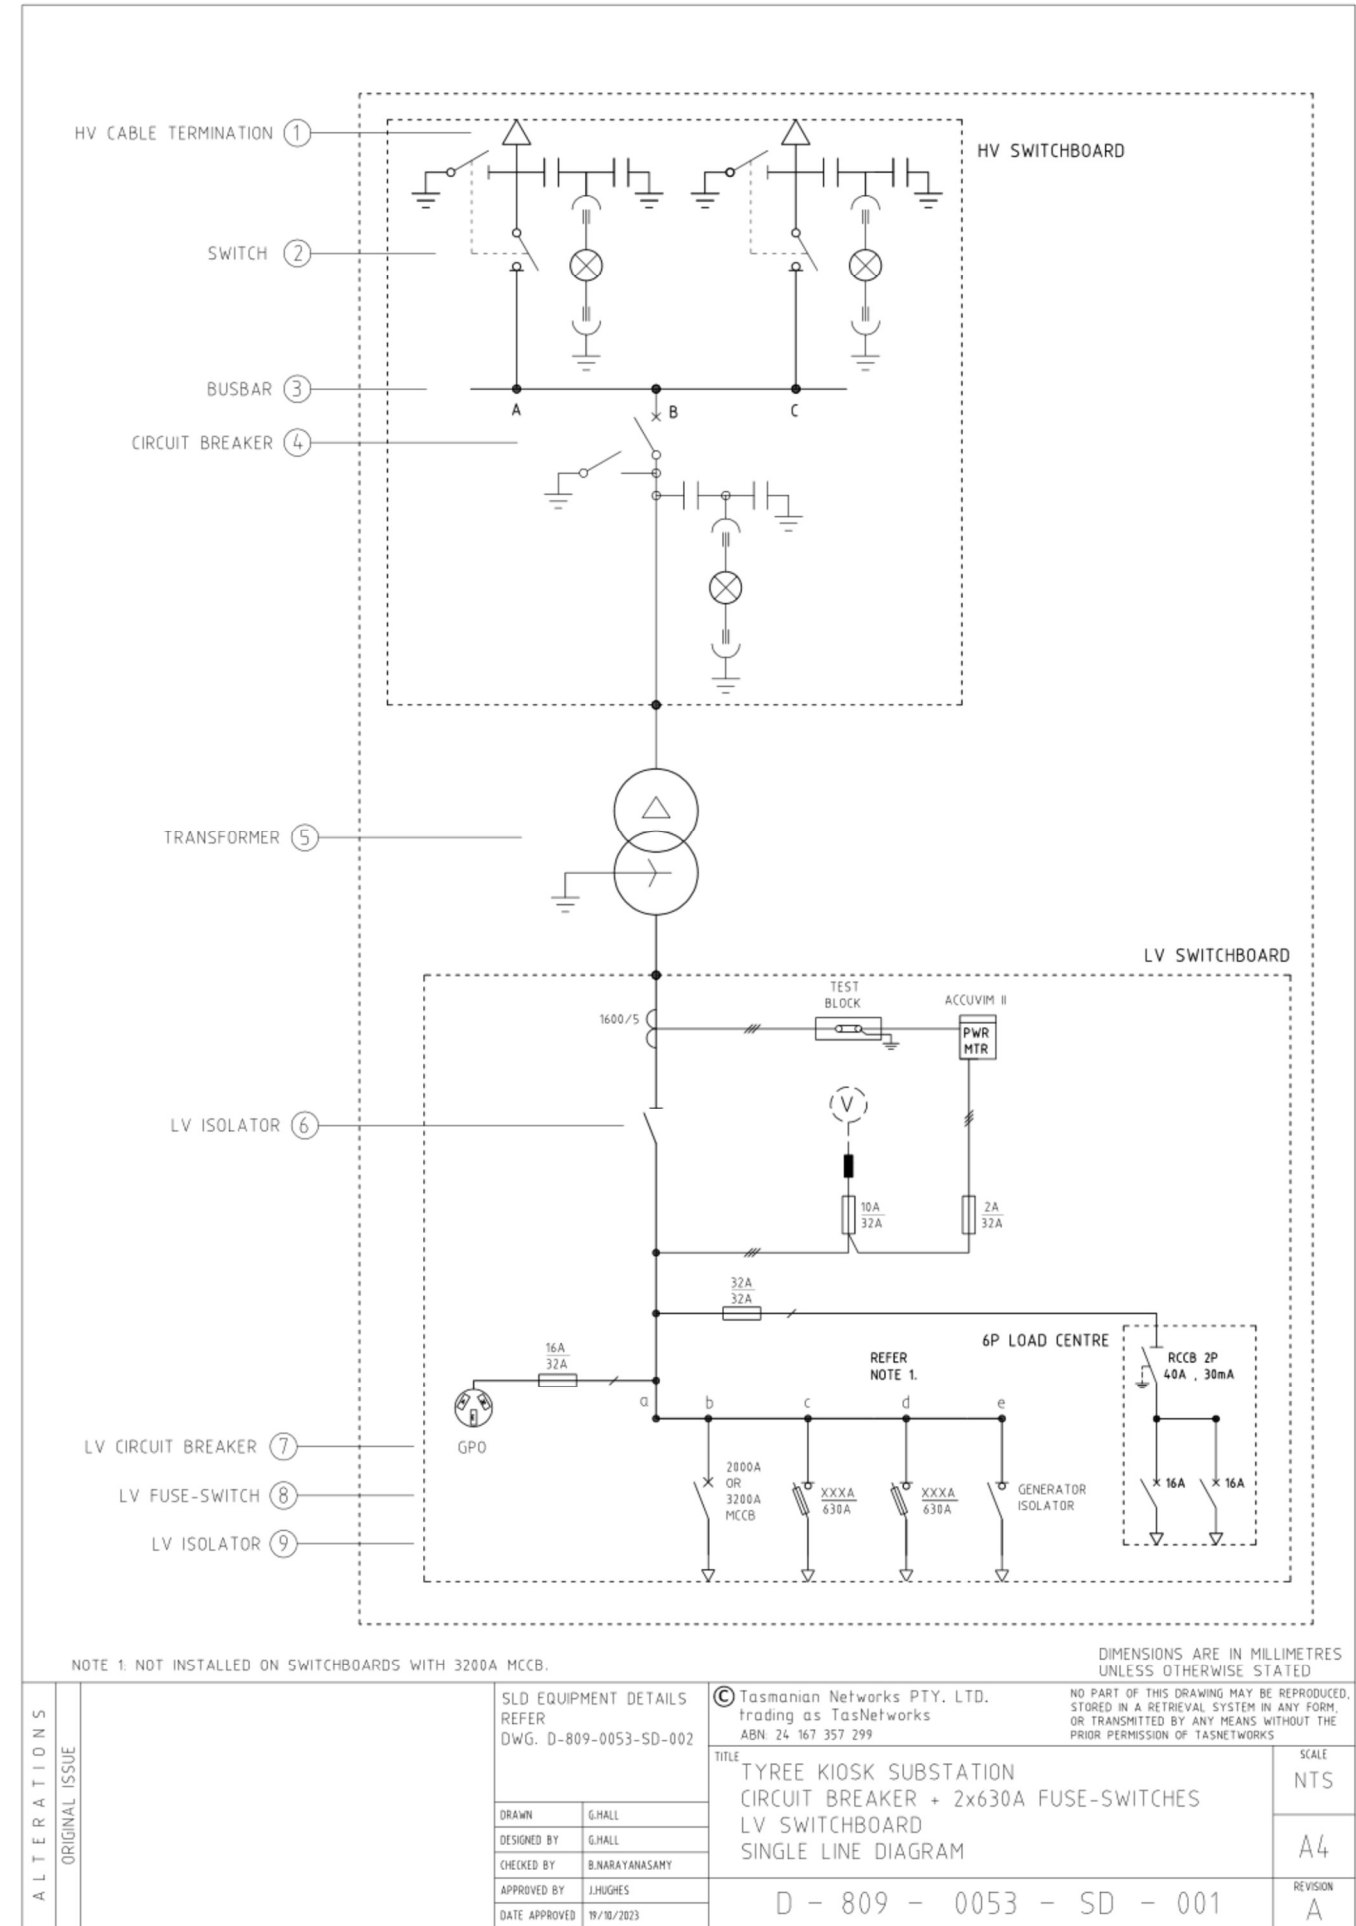 HV CABLE TERMINATION 1
HV SWITCHBOARD
SWITCH 2
BUSBAR 3
A
B
C
CIRCUIT BREAKER 4
TRANSFORMER 5
LV SWITCHBOARD
TEST
BLOCK
ACCUVIM II
1600/5
PWR
MTR
V
LV ISOLATOR 6
10A
32A
2A
32A
32A
32A
6P LOAD CENTRE
16A
32A
REFER
NOTE 1.
RCCB 2P
40A , 30mA
a
b
c
d
e
GPO
LV CIRCUIT BREAKER 7
LV FUSE-SWITCH 8
LV ISOLATOR 9
2000A
OR
3200A
MCCB
XXXA
630A
XXXA
630A
GENERATOR
ISOLATOR
16A
16A
NOTE 1: NOT INSTALLED ON SWITCHBOARDS WITH 3200A MCCB.
DIMENSIONS ARE IN MILLIMETRES
UNLESS OTHERWISE STATED
ALTERATIONS
ORIGINAL ISSUE
SLD EQUIPMENT DETAILS
REFER
DWG. D-809-0053-SD-002
DRAWN G.HALL
DESIGNED BY G.HALL
CHECKED BY B.NARAYANASAMY
APPROVED BY J.HUGHES
DATE APPROVED 19/10/2023
© Tasmanian Networks PTY. LTD.
trading as TasNetworks
ABN: 24 167 357 299
NO PART OF THIS DRAWING MAY BE REPRODUCED,
STORED IN A RETRIEVAL SYSTEM IN ANY FORM,
OR TRANSMITTED BY ANY MEANS WITHOUT THE
PRIOR PERMISSION OF TASNETWORKS
TITLE
TYREE KIOSK SUBSTATION
CIRCUIT BREAKER + 2x630A FUSE-SWITCHES
LV SWITCHBOARD
SINGLE LINE DIAGRAM
SCALE
NTS
A4
D - 809 - 0053 - SD - 001
REVISION
A